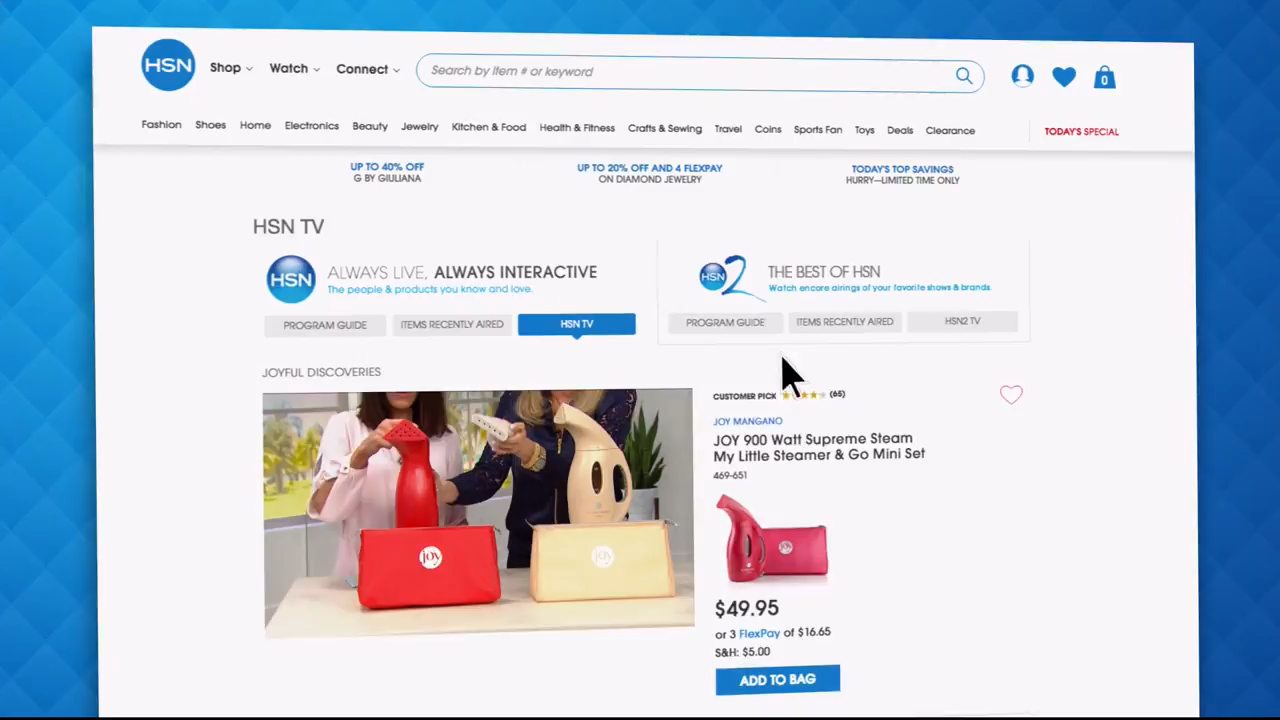 HSN
Shop
Watch
Connect
Search by item # or keyword
0
Fashion
Shoes
Home
Electronics
Beauty
Jewelry
Kitchen & Food
Health & Fitness
Crafts & Sewing
Travel
Coins
Sports Fan
Toys
Deals
Clearance
TODAY'S SPECIAL
UP TO 40% OFF
G BY GIULIANA
UP TO 20% OFF AND 4 FLEXPAY
ON DIAMOND JEWELRY
TODAY'S TOP SAVINGS
HURRY—LIMITED TIME ONLY
HSN TV
HSN
ALWAYS LIVE, ALWAYS INTERACTIVE
The people & products you know and love.
PROGRAM GUIDE
ITEMS RECENTLY AIRED
HSN TV
HSN 2
THE BEST OF HSN
Watch encore airings of your favorite shows & brands.
PROGRAM GUIDE
ITEMS RECENTLY AIRED
HSN2 TV
JOYFUL DISCOVERIES
joy
joy
CUSTOMER PICK (65)
JOY MANGANO
JOY 900 Watt Supreme Steam
My Little Steamer & Go Mini Set
469-651
joy
$49.95
or 3 FlexPay of $16.65
S&H: $5.00
ADD TO BAG